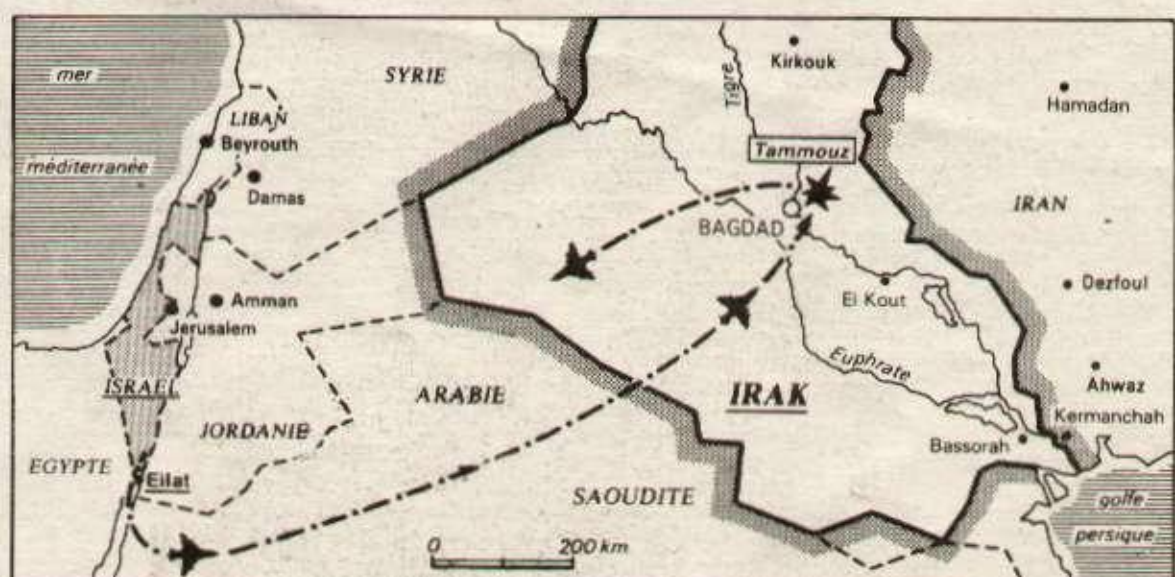 mer
méditerranée
SYRIE
LIBAN
Beyrouth
Damas
Tigre
Kirkouk
Hamadan
Tammouz
BAGDAD
IRAN
Amman
Jerusalem
El Kout
Dezfoul
ISRAEL
JORDANIE
ARABIE
IRAK
Euphrate
Ahwaz
Kermanchah
Bassorah
EGYPTE
Eilat
SAOUDITE
golfe
persique
0 200 km